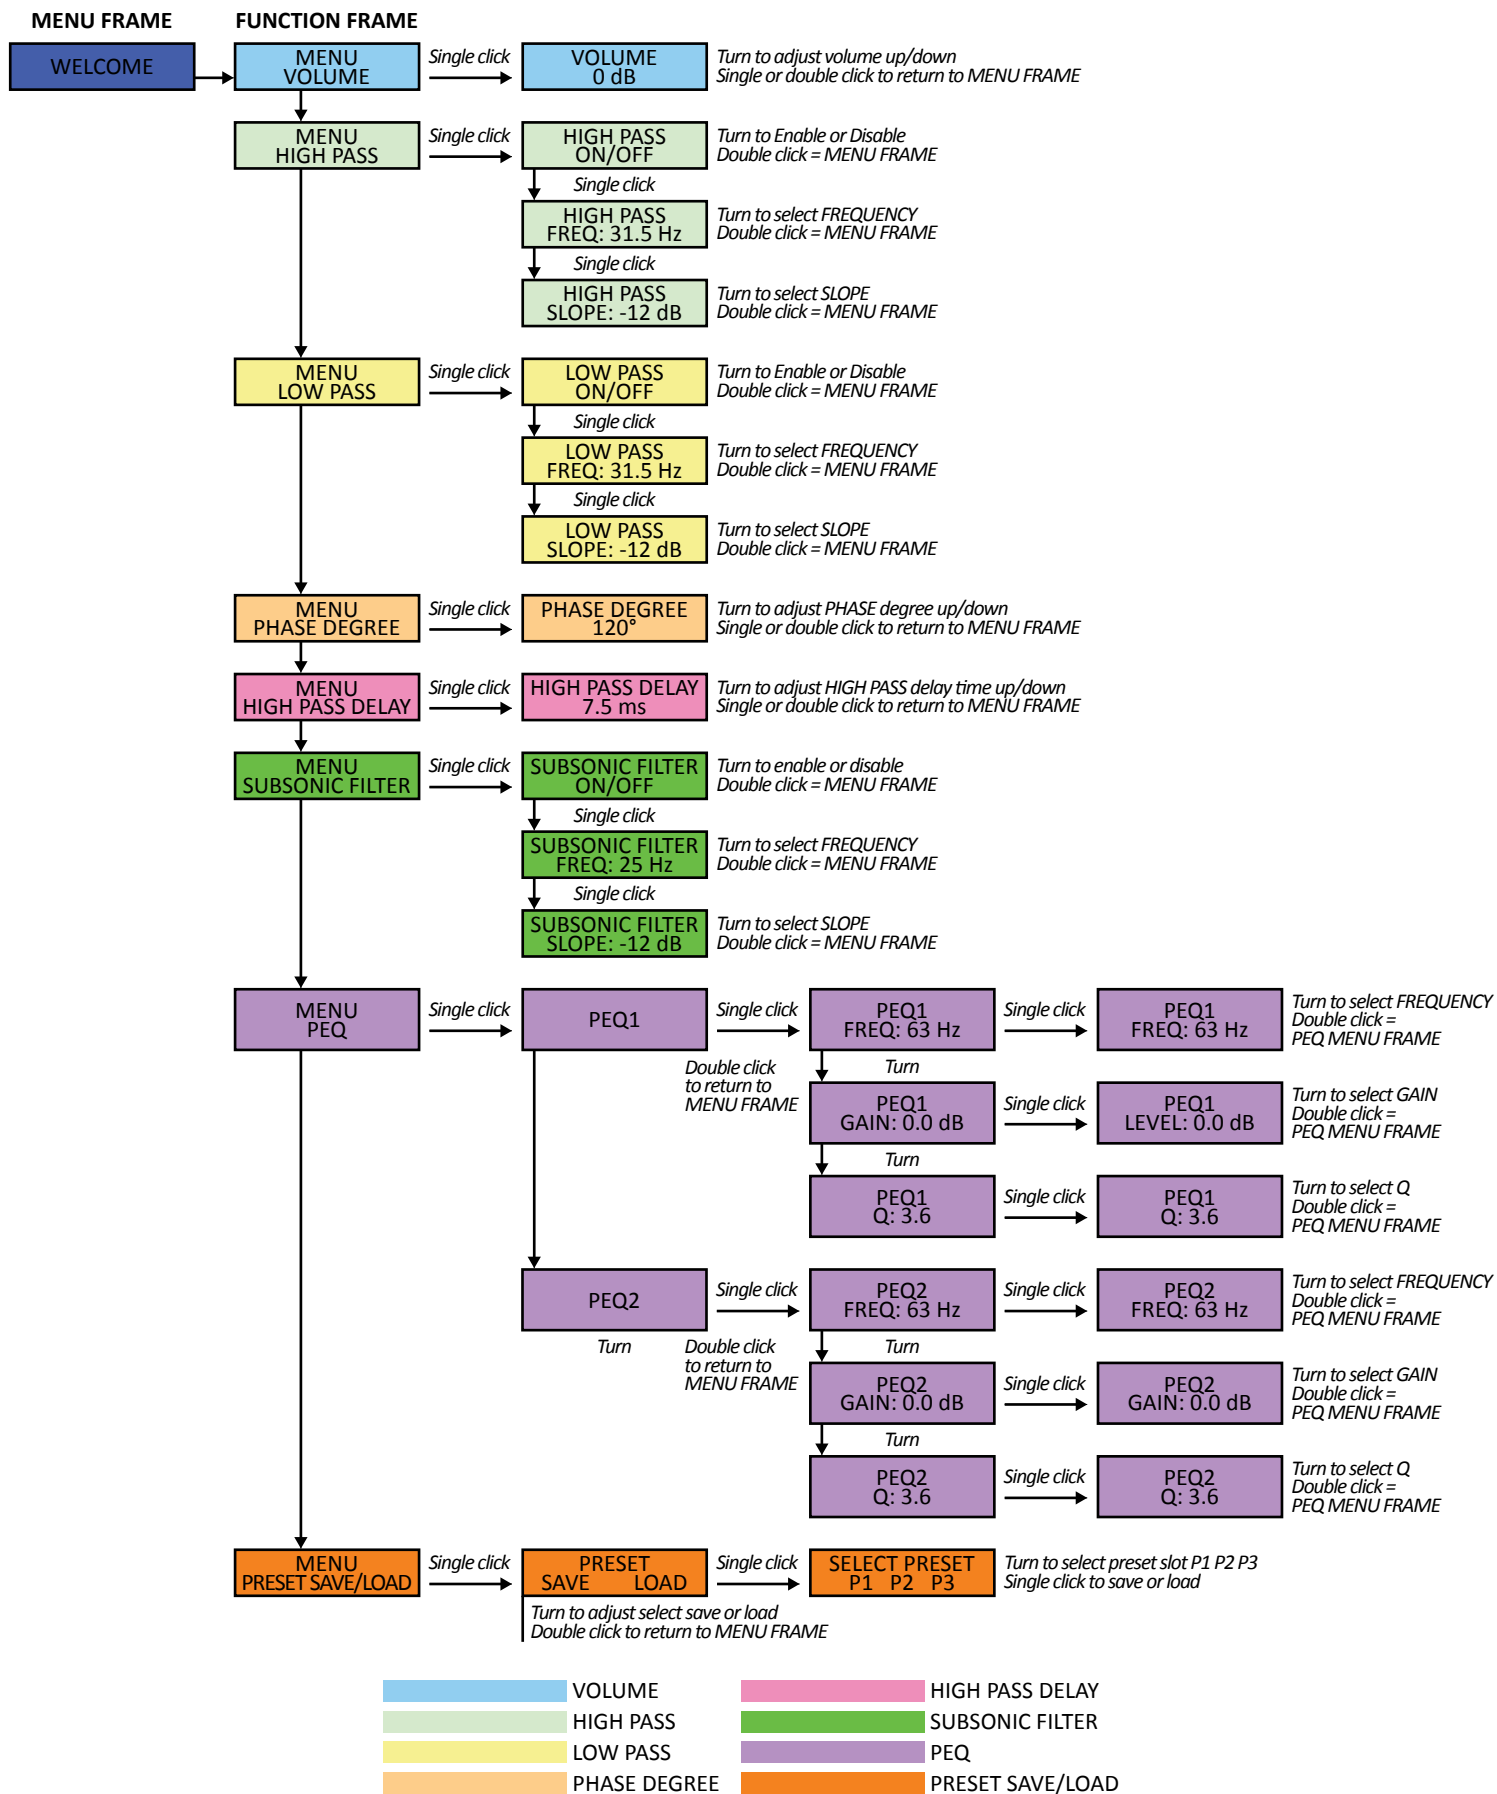 MENU FRAME
FUNCTION FRAME
WELCOME
MENU
VOLUME
Single click
VOLUME
0 dB
Turn to adjust volume up/down
Single or double click to return to MENU FRAME
MENU
HIGH PASS
Single click
HIGH PASS
ON/OFF
Turn to Enable or Disable
Double click = MENU FRAME
Single click
HIGH PASS
FREQ: 31.5 Hz
Turn to select FREQUENCY
Double click = MENU FRAME
Single click
HIGH PASS
SLOPE: -12 dB
Turn to select SLOPE
Double click = MENU FRAME
MENU
LOW PASS
Single click
LOW PASS
ON/OFF
Turn to Enable or Disable
Double click = MENU FRAME
Single click
LOW PASS
FREQ: 31.5 Hz
Turn to select FREQUENCY
Double click = MENU FRAME
Single click
LOW PASS
SLOPE: -12 dB
Turn to select SLOPE
Double click = MENU FRAME
MENU
PHASE DEGREE
Single click
PHASE DEGREE
120°
Turn to adjust PHASE degree up/down
Single or double click to return to MENU FRAME
MENU
HIGH PASS DELAY
Single click
HIGH PASS DELAY
7.5 ms
Turn to adjust HIGH PASS delay time up/down
Single or double click to return to MENU FRAME
MENU
SUBSONIC FILTER
Single click
SUBSONIC FILTER
ON/OFF
Turn to enable or disable
Double click = MENU FRAME
Single click
SUBSONIC FILTER
FREQ: 25 Hz
Turn to select FREQUENCY
Double click = MENU FRAME
Single click
SUBSONIC FILTER
SLOPE: -12 dB
Turn to select SLOPE
Double click = MENU FRAME
MENU
PEQ
Single click
PEQ1
Single click
Double click
to return to
MENU FRAME
PEQ1
FREQ: 63 Hz
Single click
PEQ1
FREQ: 63 Hz
Turn to select FREQUENCY
Double click =
PEQ MENU FRAME
Turn
PEQ1
GAIN: 0.0 dB
Single click
PEQ1
LEVEL: 0.0 dB
Turn to select GAIN
Double click =
PEQ MENU FRAME
Turn
PEQ1
Q: 3.6
Single click
PEQ1
Q: 3.6
Turn to select Q
Double click =
PEQ MENU FRAME
PEQ2
Turn
Single click
Double click
to return to
MENU FRAME
PEQ2
FREQ: 63 Hz
Single click
PEQ2
FREQ: 63 Hz
Turn to select FREQUENCY
Double click =
PEQ MENU FRAME
Turn
PEQ2
GAIN: 0.0 dB
Single click
PEQ2
GAIN: 0.0 dB
Turn to select GAIN
Double click =
PEQ MENU FRAME
Turn
PEQ2
Q: 3.6
Single click
PEQ2
Q: 3.6
Turn to select Q
Double click =
PEQ MENU FRAME
MENU
PRESET SAVE/LOAD
Single click
PRESET
SAVE LOAD
Single click
SELECT PRESET
P1 P2 P3
Turn to select preset slot P1 P2 P3
Single click to save or load
Turn to adjust select save or load
Double click to return to MENU FRAME
VOLUME
HIGH PASS
LOW PASS
PHASE DEGREE
HIGH PASS DELAY
SUBSONIC FILTER
PEQ
PRESET SAVE/LOAD